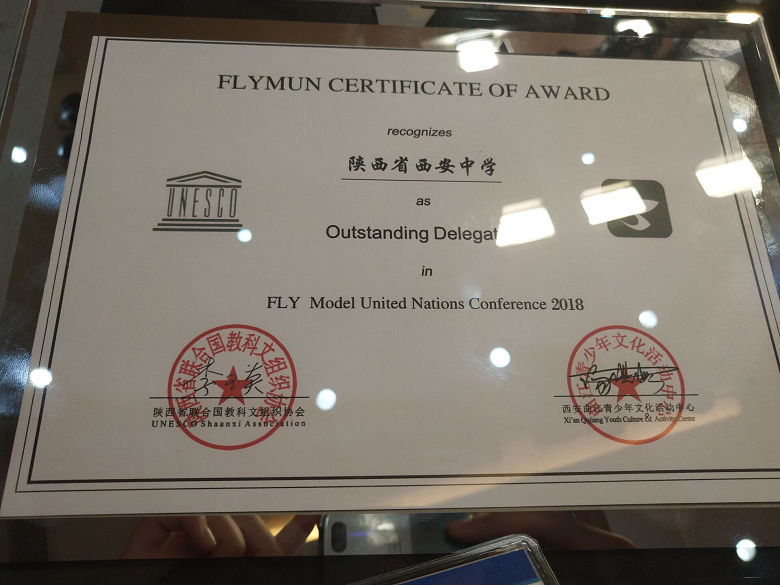 FLYMUN CERTIFICATE OF AWARD
recognizes
陕西省西安中学
UNESCO
as
Outstanding
in
FLY Model United Nations Conference 2018
陕西省联合国教科文组织协会
UNESCO Shaanxi Association
西安曲江青少年文化活动中心
Xi'an Qujiang Youth Culture & Activity Center